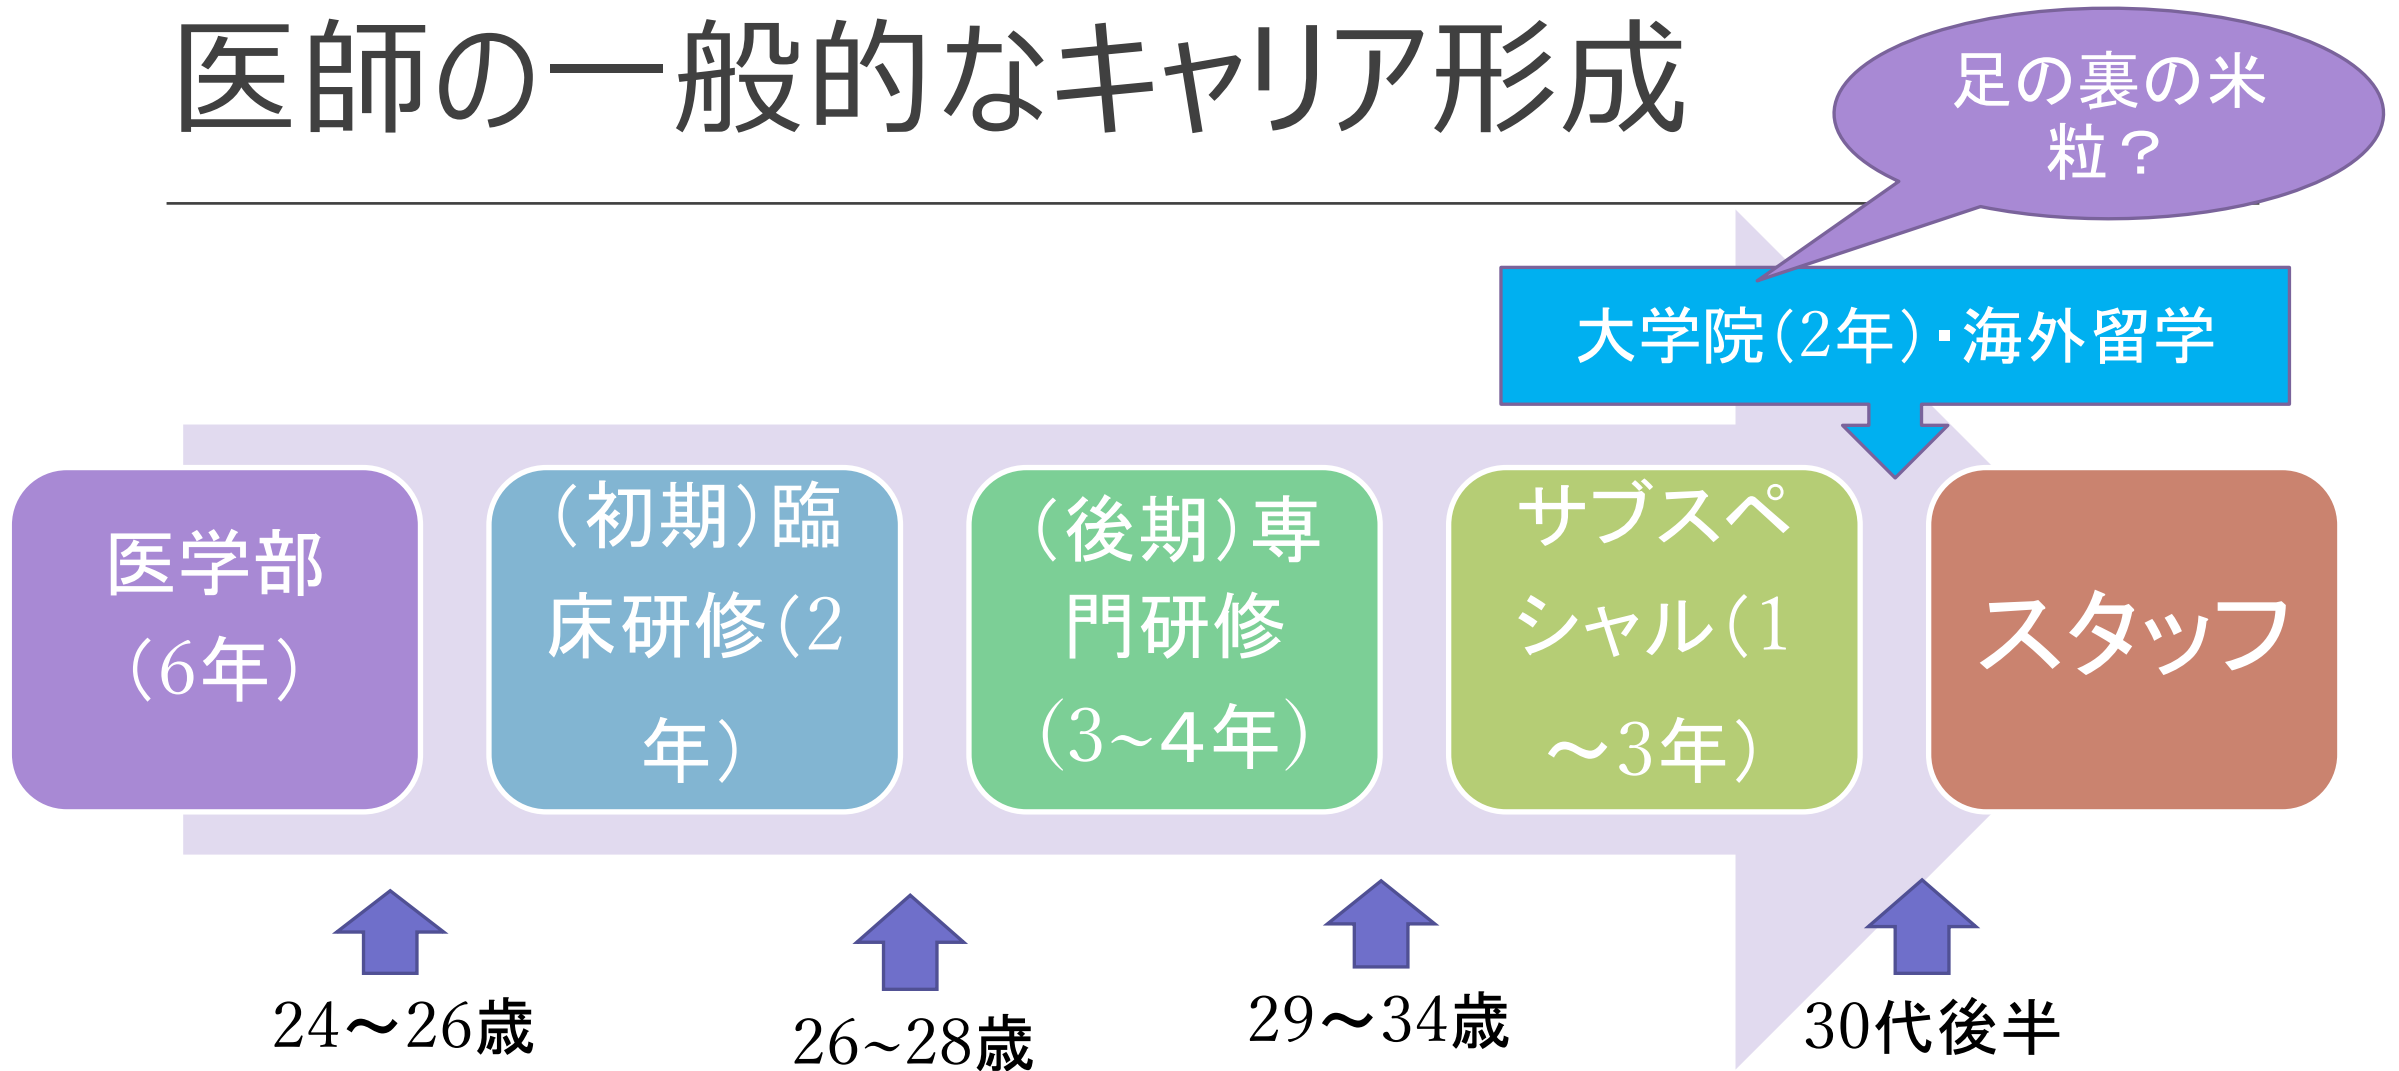 医師の一般的なキャリア形成
足の裏の米
粒？
大学院（2年）・海外留学
医学部
（6年）
（初期）臨
床研修（2
年）
（後期）専
門研修
（3~４年）
サブスペ
シャル（1
～3年）
スタッフ
24～26歳
26~28歳
29～34歳
30代後半